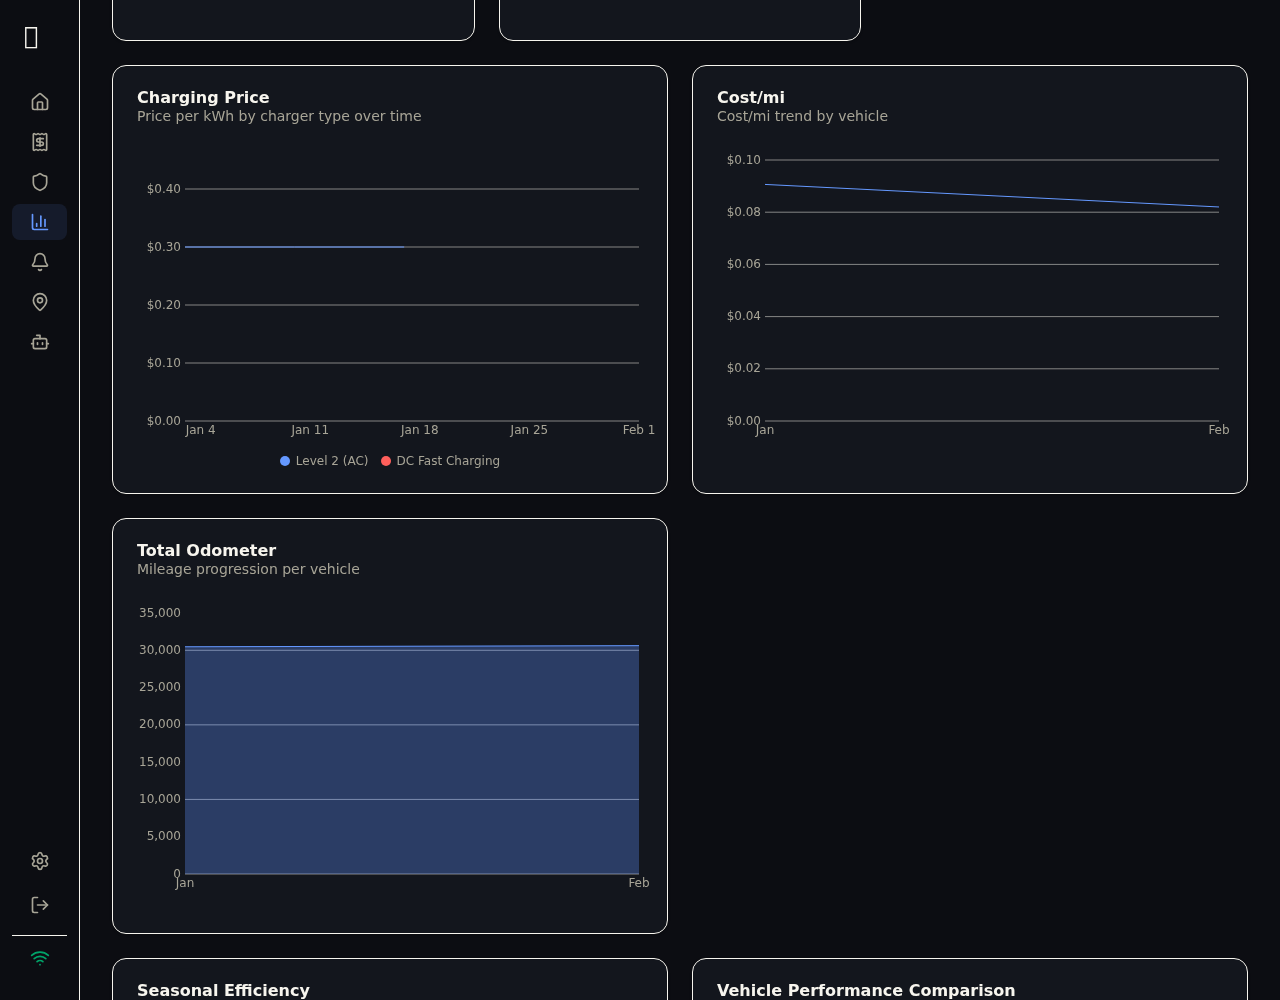 Charging Price
Price per kWh by charger type over time
$0.40
$0.30
$0.20
$0.10
$0.00
Jan 4 Jan 11 Jan 18 Jan 25 Feb 1
Level 2 (AC) DC Fast Charging
Cost/mi
Cost/mi trend by vehicle
$0.10
$0.08
$0.06
$0.04
$0.02
$0.00
Jan Feb
Total Odometer
Mileage progression per vehicle
35,000
30,000
25,000
20,000
15,000
10,000
5,000
0
Jan Feb
Seasonal Efficiency
Vehicle Performance Comparison